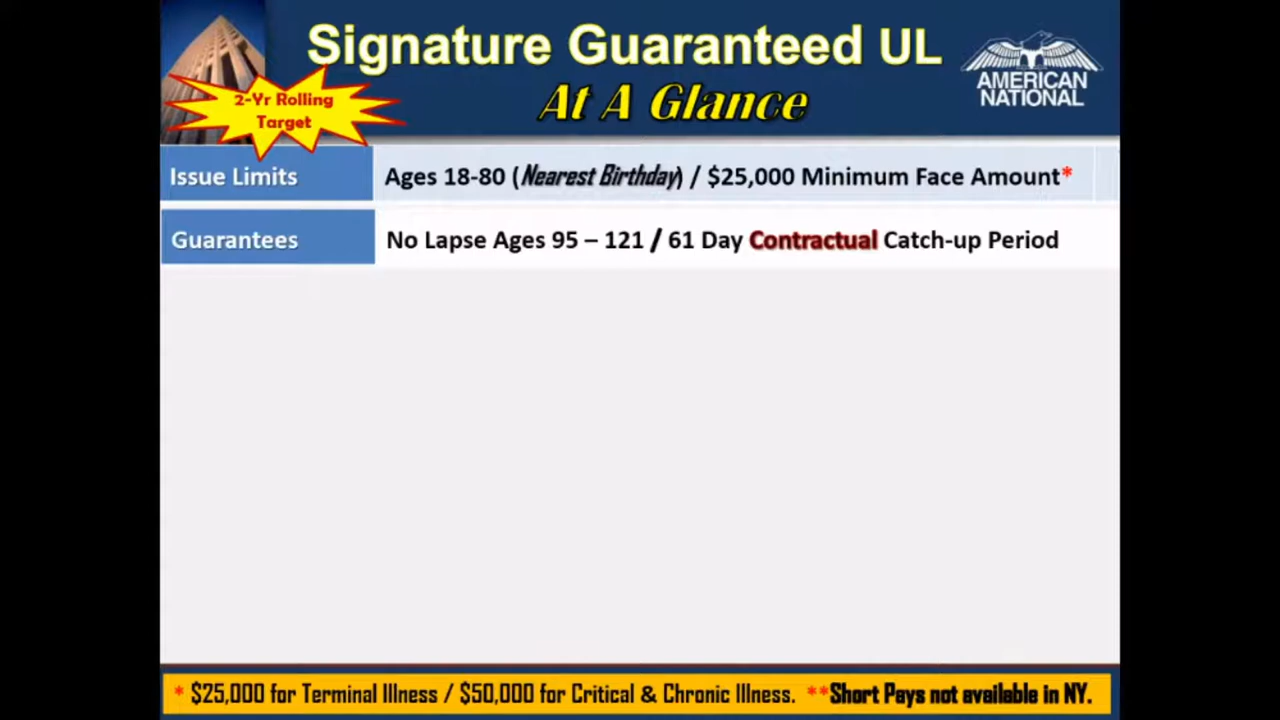 Signature Guaranteed UL
At A Glance
AMERICAN
NATIONAL
2-Yr Rolling
Target
Issue Limits
Ages 18-80 (Nearest Birthday) / $25,000 Minimum Face Amount*
Guarantees
No Lapse Ages 95 – 121 / 61 Day Contractual Catch-up Period
* $25,000 for Terminal Illness / $50,000 for Critical & Chronic Illness. **Short Pays not available in NY.